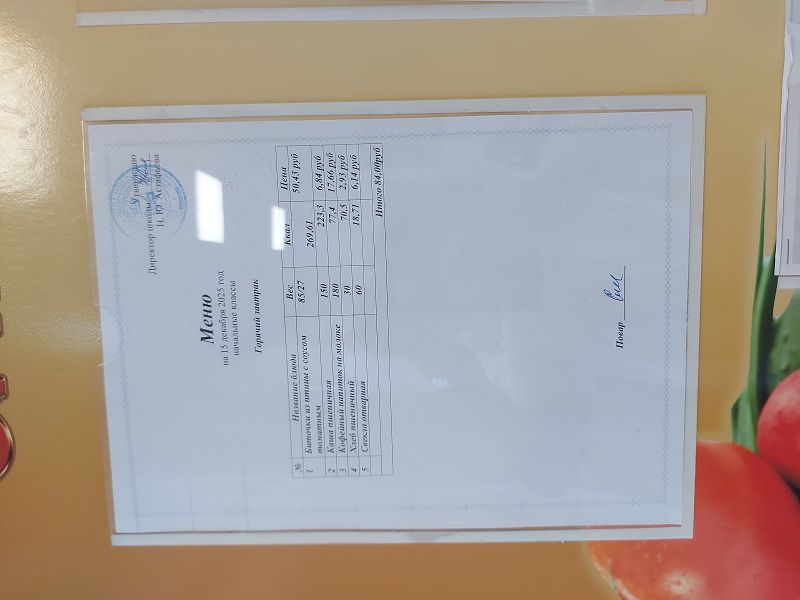 Утверждаю
Директор школы
Н. Ю. Астафьева
Меню
на 15 декабря 2025 год
начальные классы
Горячий завтрак
№ Название блюда Вес Ккал Цена
1 Биточки из птицы с соусом томатным 85/27 269,61 50,43 руб
2 Каша пшеничная 150 223,3 6,84 руб
3 Кофейный напиток на молоке 180 77,4 17,66 руб
4 Хлеб пшеничный 30 70,5 2,93 руб
5 Свекла отварная 60 18,71 6,14 руб
Итого 84,00руб
Повар